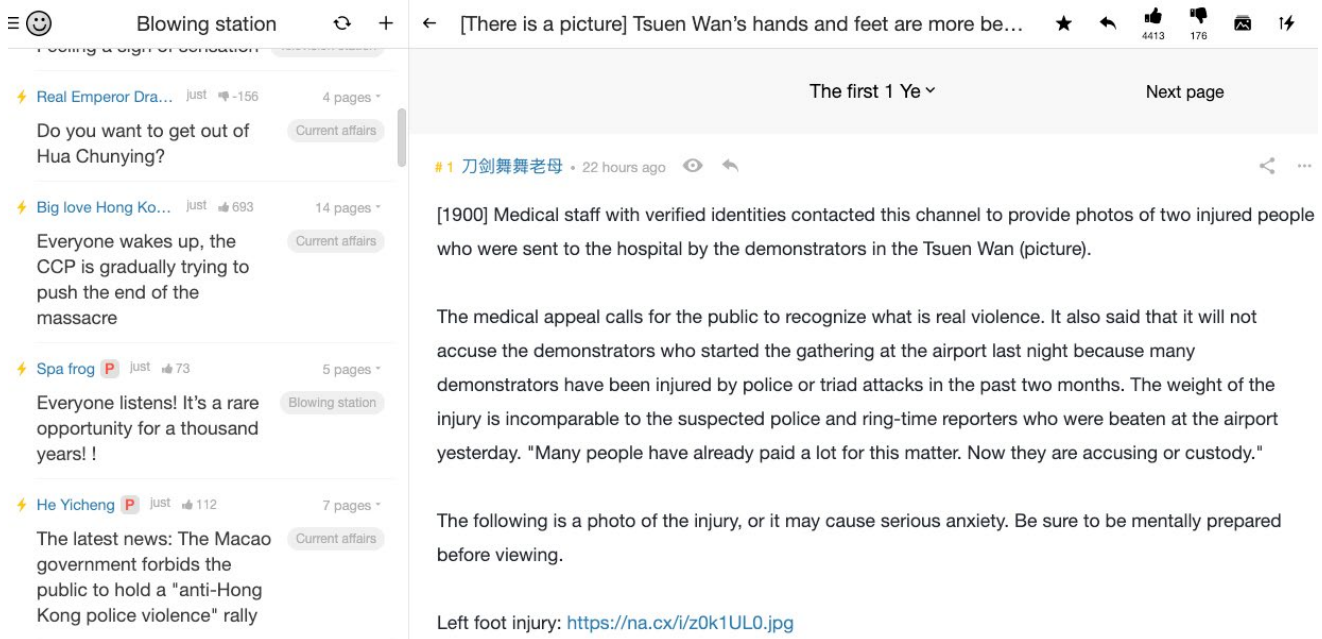 Blowing station
[There is a picture] Tsuen Wan's hands and feet are more be...
4413
176
Feeling a sign of sensation
Real Emperor Dra... just -156
4 pages
Do you want to get out of
Hua Chunying?
Current affairs
Big love Hong Ko... just 693
14 pages
Everyone wakes up, the
CCP is gradually trying to
push the end of the
massacre
Current affairs
Spa frog P just 73
5 pages
Everyone listens! It's a rare
opportunity for a thousand
years! !
Blowing station
He Yicheng P just 112
7 pages
The latest news: The Macao
government forbids the
public to hold a "anti-Hong
Kong police violence" rally
Current affairs
The first 1 Ye
Next page
#1 刀劍舞舞老母 • 22 hours ago
[1900] Medical staff with verified identities contacted this channel to provide photos of two injured people
who were sent to the hospital by the demonstrators in the Tsuen Wan (picture).
The medical appeal calls for the public to recognize what is real violence. It also said that it will not
accuse the demonstrators who started the gathering at the airport last night because many
demonstrators have been injured by police or triad attacks in the past two months. The weight of the
injury is incomparable to the suspected police and ring-time reporters who were beaten at the airport
yesterday. "Many people have already paid a lot for this matter. Now they are accusing or custody."
The following is a photo of the injury, or it may cause serious anxiety. Be sure to be mentally prepared
before viewing.
Left foot injury: https://na.cx/i/z0k1UL0.jpg